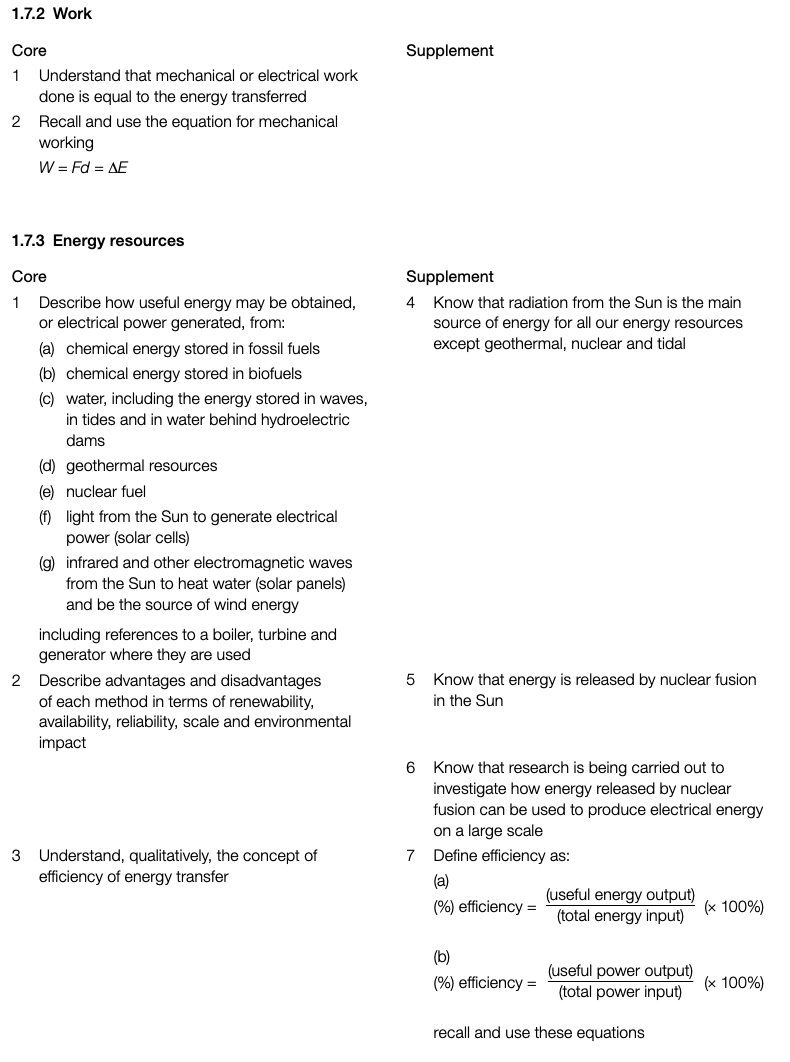 1.7.2 Work
Core
1 Understand that mechanical or electrical work
done is equal to the energy transferred
2 Recall and use the equation for mechanical
working
W = Fd = ΔE
Supplement
1.7.3 Energy resources
Core
1 Describe how useful energy may be obtained,
or electrical power generated, from:
(a) chemical energy stored in fossil fuels
(b) chemical energy stored in biofuels
(c) water, including the energy stored in waves,
in tides and in water behind hydroelectric
dams
(d) geothermal resources
(e) nuclear fuel
(f) light from the Sun to generate electrical
power (solar cells)
(g) infrared and other electromagnetic waves
from the Sun to heat water (solar panels)
and be the source of wind energy
including references to a boiler, turbine and
generator where they are used
2 Describe advantages and disadvantages
of each method in terms of renewability,
availability, reliability, scale and environmental
impact
3 Understand, qualitatively, the concept of
efficiency of energy transfer
Supplement
4 Know that radiation from the Sun is the main
source of energy for all our energy resources
except geothermal, nuclear and tidal
5 Know that energy is released by nuclear fusion
in the Sun
6 Know that research is being carried out to
investigate how energy released by nuclear
fusion can be used to produce electrical energy
on a large scale
7 Define efficiency as:
(a)
(%) efficiency = (useful energy output) / (total energy input) (× 100%)
(b)
(%) efficiency = (useful power output) / (total power input) (× 100%)
recall and use these equations